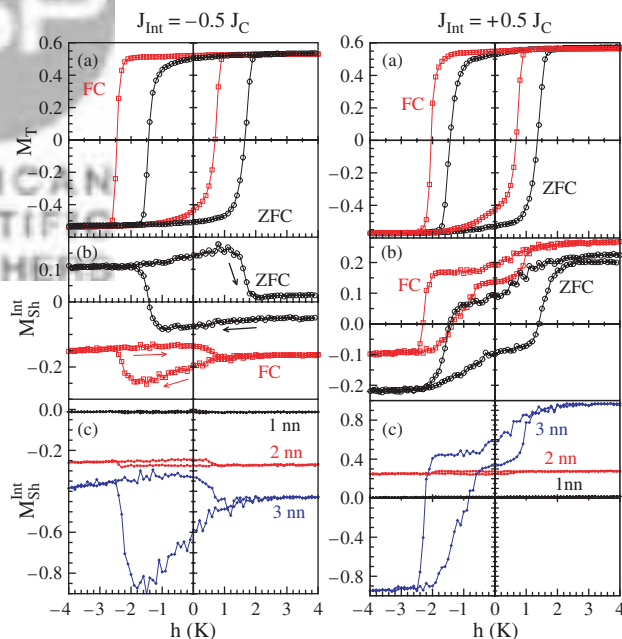 J_Int = −0.5 J_C
J_Int = +0.5 J_C
0.6
0.4
0.2
0
−0.2
−0.4
M_T
(a)
FC
ZFC
0.6
0.4
0.2
0
−0.2
−0.4
(a)
FC
ZFC
0.1
0
−0.2
M_Sh^Int
(b)
ZFC
FC
0.2
0.1
0.0
−0.1
−0.2
(b)
FC
ZFC
0.0
−0.2
−0.4
−0.6
−0.8
M_Sh^Int
(c)
1 nn
2 nn
3 nn
0.8
0.4
0.0
−0.4
−0.8
(c)
3 nn
2 nn
1nn
−4 −3 −2 −1 0 1 2 3 4
−4 −3 −2 −1 0 1 2 3 4
h (K)
h (K)